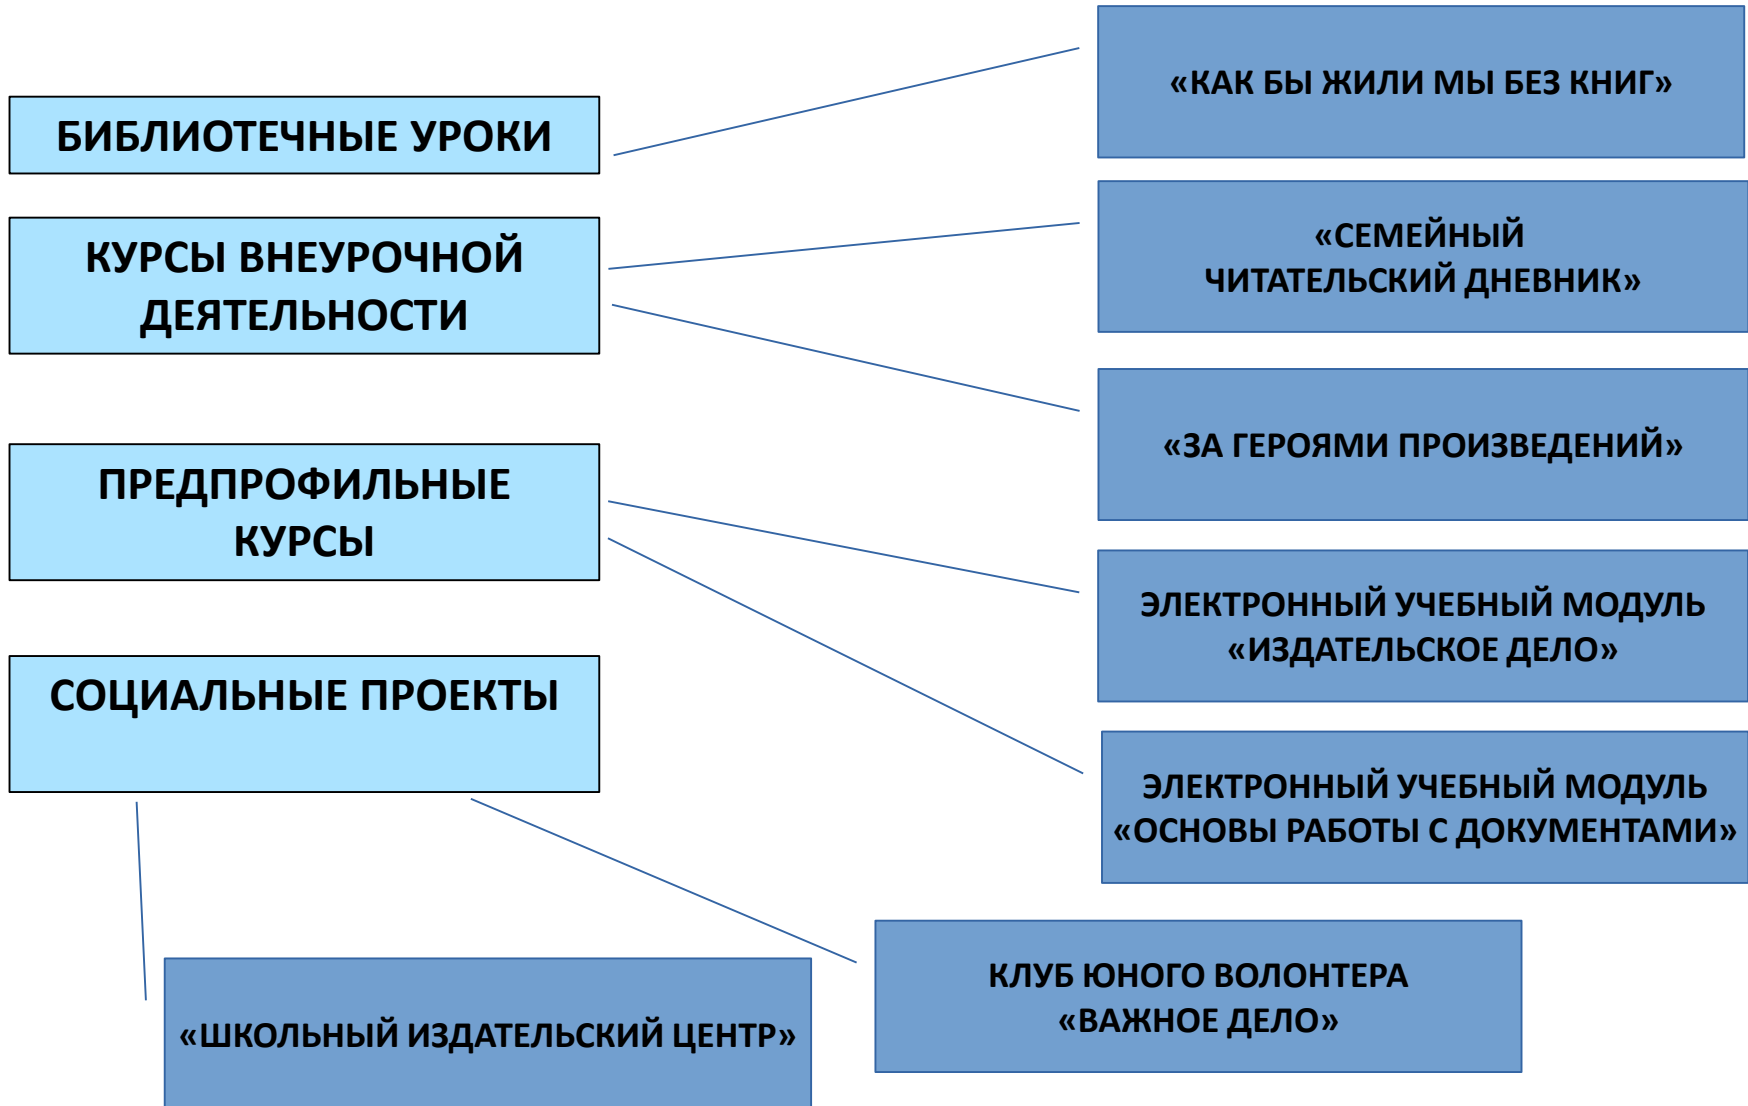 БИБЛИОТЕЧНЫЕ УРОКИ
КУРСЫ ВНЕУРОЧНОЙ
ДЕЯТЕЛЬНОСТИ
ПРЕДПРОФИЛЬНЫЕ
КУРСЫ
СОЦИАЛЬНЫЕ ПРОЕКТЫ
«КАК БЫ ЖИЛИ МЫ БЕЗ КНИГ»
«СЕМЕЙНЫЙ
ЧИТАТЕЛЬСКИЙ ДНЕВНИК»
«ЗА ГЕРОЯМИ ПРОИЗВЕДЕНИЙ»
ЭЛЕКТРОННЫЙ УЧЕБНЫЙ МОДУЛЬ
«ИЗДАТЕЛЬСКОЕ ДЕЛО»
ЭЛЕКТРОННЫЙ УЧЕБНЫЙ МОДУЛЬ
«ОСНОВЫ РАБОТЫ С ДОКУМЕНТАМИ»
КЛУБ ЮНОГО ВОЛОНТЕРА
«ВАЖНОЕ ДЕЛО»
«ШКОЛЬНЫЙ ИЗДАТЕЛЬСКИЙ ЦЕНТР»